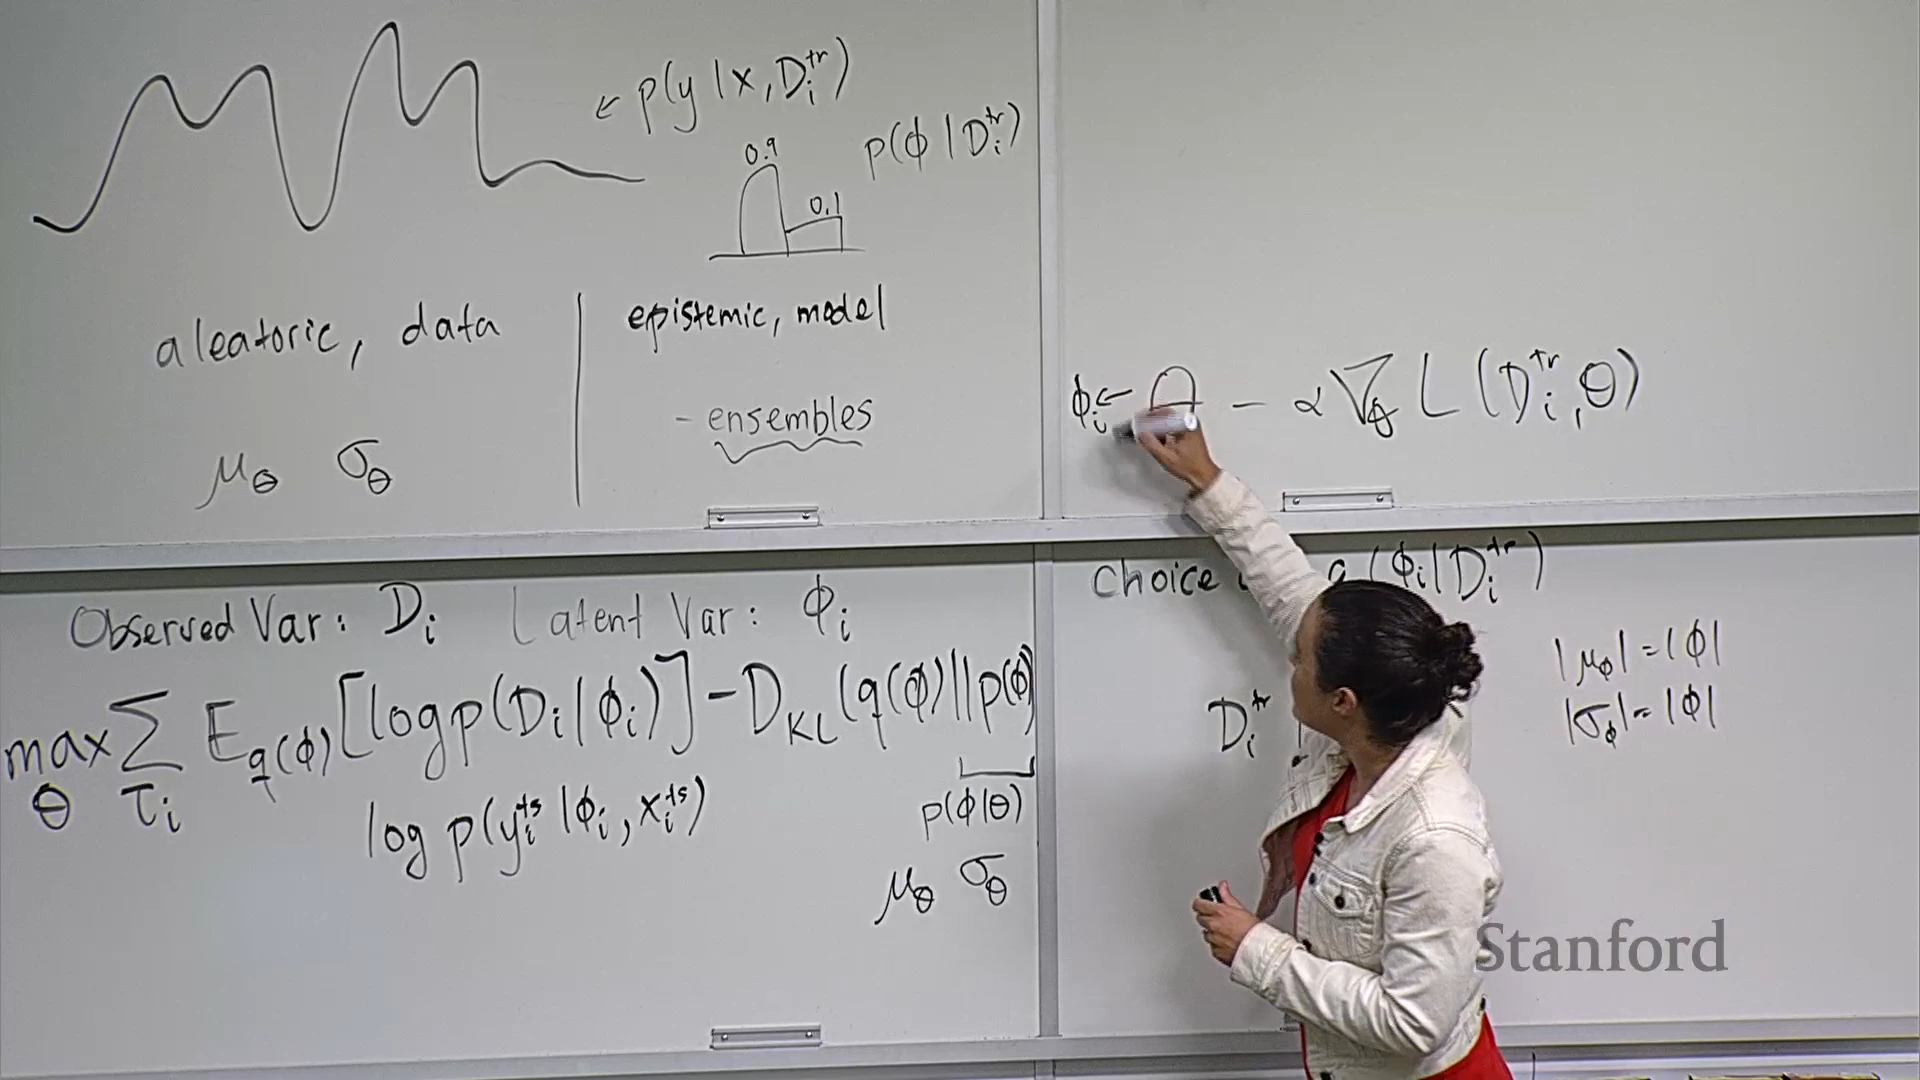 ← p(y | x, D_i^tr)
p(ϕ | D_i^tr)
0.9
0.1
aleatoric, data
epistemic, model
- ensembles
μ_θ σ_θ
ϕ_i ← θ - α ∇_θ L (D_i^tr, θ)
Observed Var: D_i Latent Var: ϕ_i
max_θ Σ_τ_i E_q(ϕ) [log p(D_i | ϕ_i)] - D_KL (q(ϕ) || p(ϕ)
log p(y_i^ts | ϕ_i, x_i^ts)
p(ϕ|θ)
μ_θ σ_θ
Choice q (ϕ_i | D_i^tr)
D_i^tr
|μ_ϕ| = |ϕ|
|σ_ϕ| = |ϕ|
Stanford